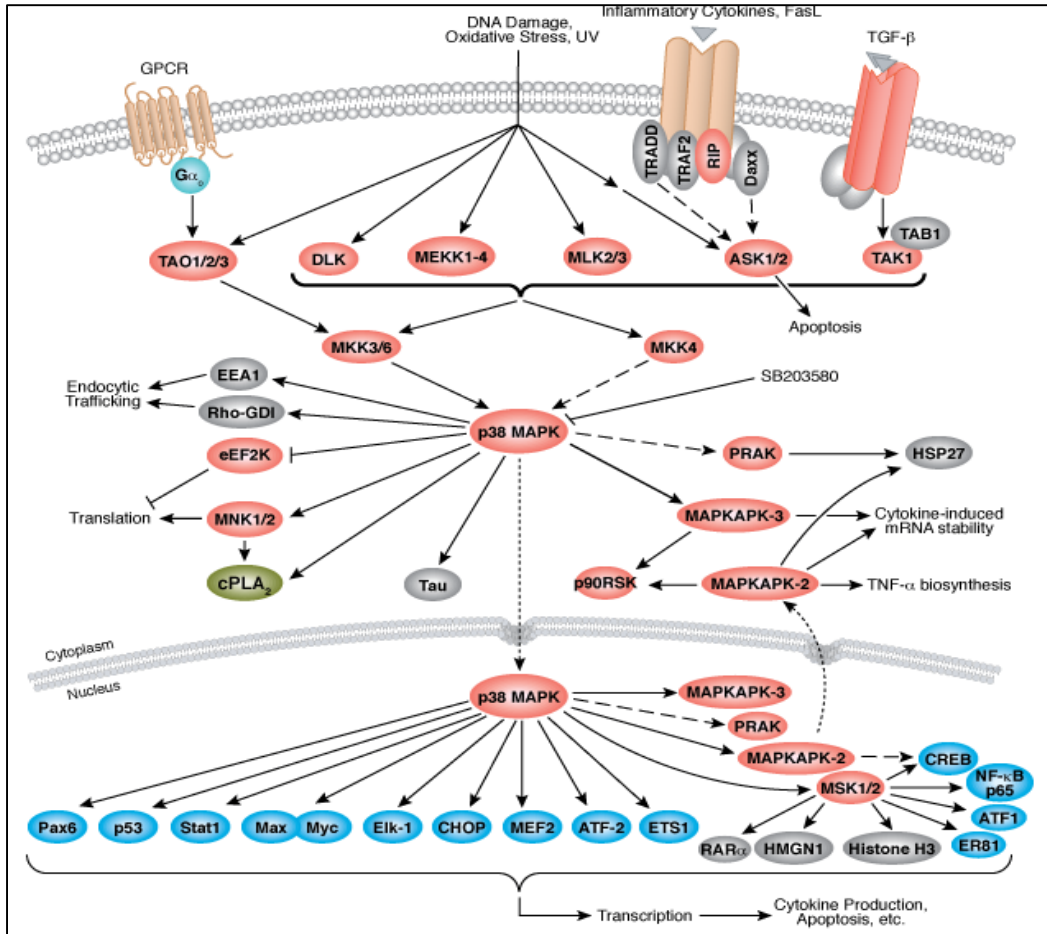 Inflammatory Cytokines, FasL
DNA Damage,
Oxidative Stress, UV
TGF-β
GPCR
Gαo
TRADD
TRAF2
RIP
Daxx
TAB1
TAO1/2/3
DLK
MEKK1-4
MLK2/3
ASK1/2
TAK1
Apoptosis
MKK3/6
MKK4
SB203580
EEA1
Endocytic
Trafficking
Rho-GDI
p38 MAPK
eEF2K
PRAK
HSP27
Translation
MNK1/2
MAPKAPK-3
Cytokine-induced
mRNA stability
cPLA2
Tau
p90RSK
MAPKAPK-2
TNF-α biosynthesis
Cytoplasm
Nucleus
p38 MAPK
MAPKAPK-3
PRAK
MAPKAPK-2
CREB
MSK1/2
NF-κB
p65
ATF1
ER81
Pax6
p53
Stat1
Max
Myc
Elk-1
CHOP
MEF2
ATF-2
ETS1
RARα
HMGN1
Histone H3
Transcription
Cytokine Production,
Apoptosis, etc.